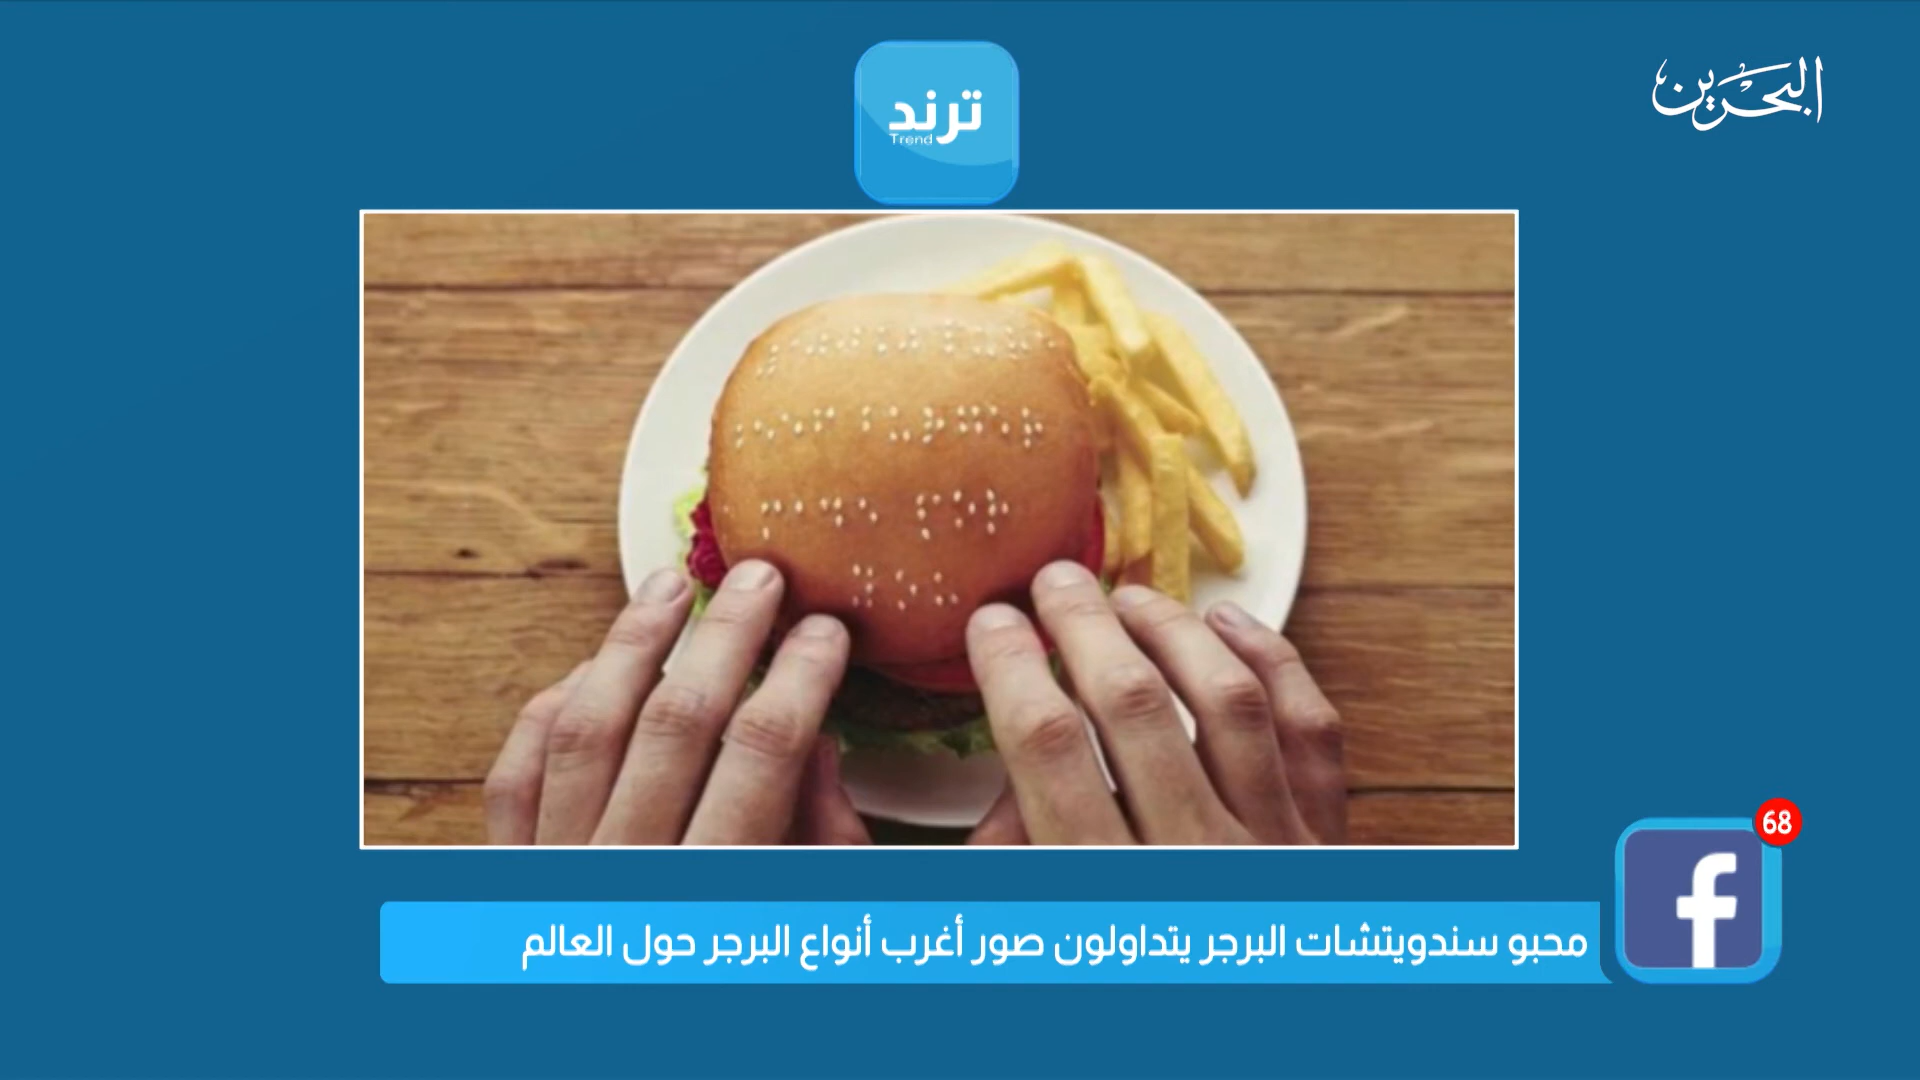 البحرين
ترند
Trend
68
محبو سندويتشات البرجر يتداولون صور أغرب أنواع البرجر حول العالم